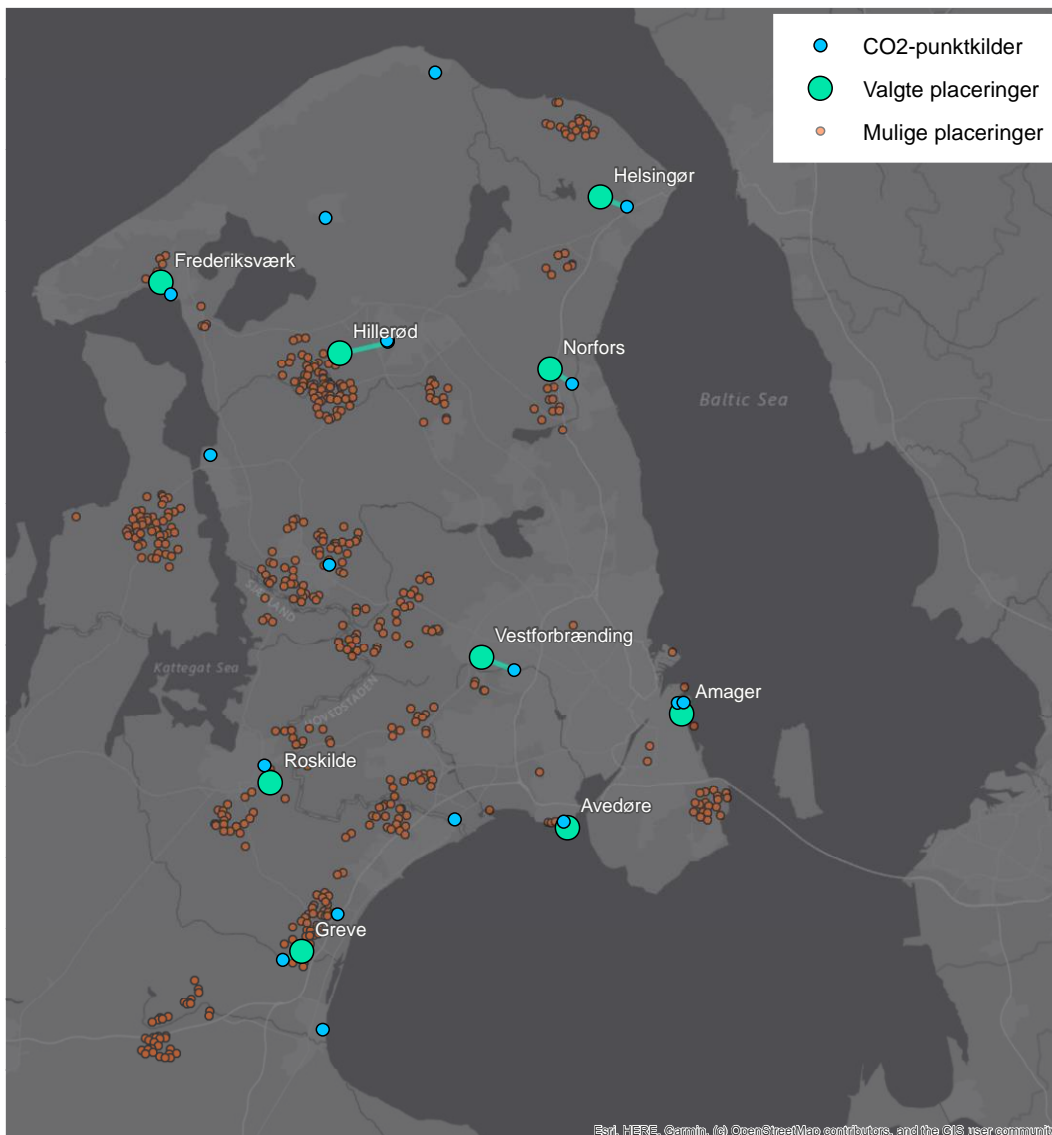 CO2-punktkilder
Valgte placeringer
Mulige placeringer
Helsingør
Frederiksværk
Hillerød
Norfors
Baltic Sea
Vestforbrænding
Kattegat Sea
Amager
Roskilde
Avedøre
Greve
Esri, HERE, Garmin, (c) OpenStreetMap contributors, and the GIS user communit